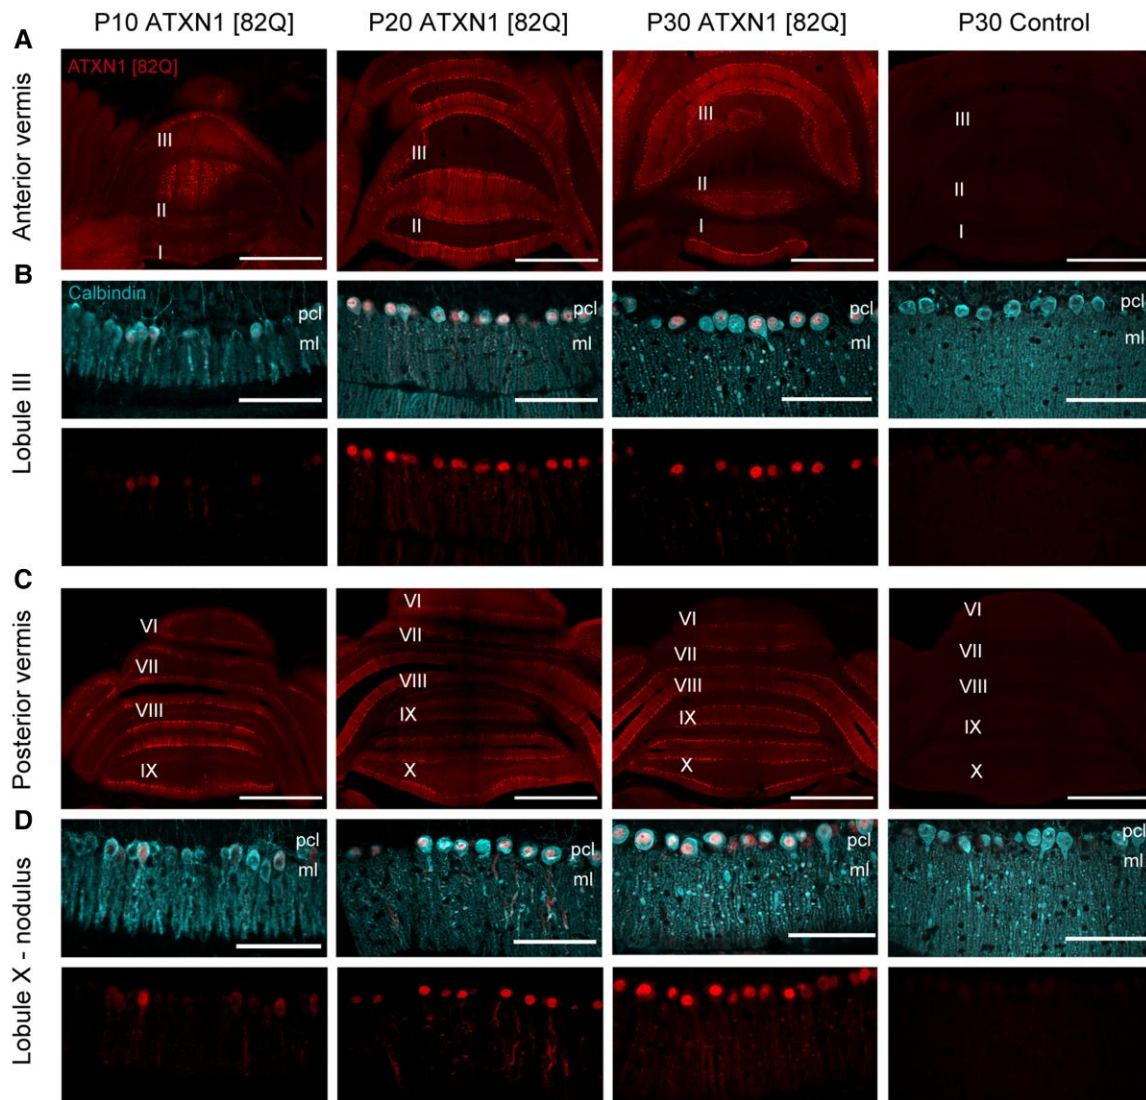 P10 ATXN1 [82Q] P20 ATXN1 [82Q] P30 ATXN1 [82Q] P30 Control
A
Anterior vermis
ATXN1 [82Q]
III III III III
II II II II
I I I
B
Lobule III
Calbindin
pcl pcl pcl pcl
ml ml ml ml
C
Posterior vermis
VI VI VI VI
VII VII VII VII
VIII VIII VIII VIII
IX IX IX IX
X X X
D
Lobule X - nodulus
pcl pcl pcl pcl
ml ml ml ml